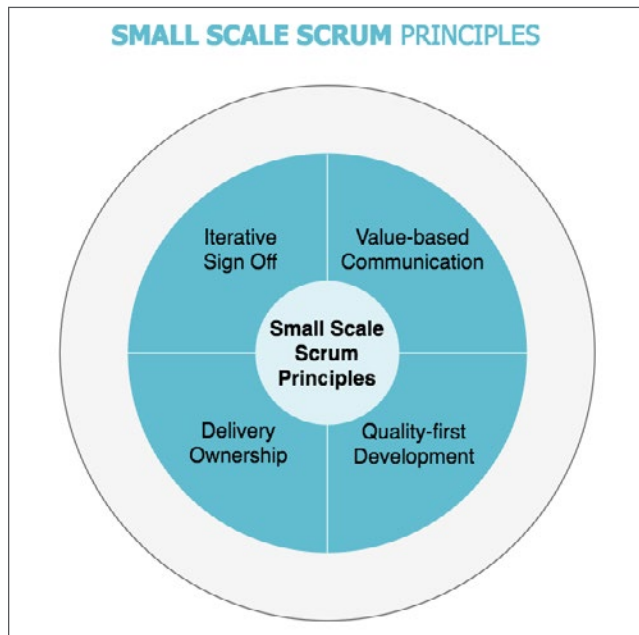 SMALL SCALE SCRUM PRINCIPLES
Iterative
Sign Off
Value-based
Communication
Small Scale
Scrum
Principles
Delivery
Ownership
Quality-first
Development